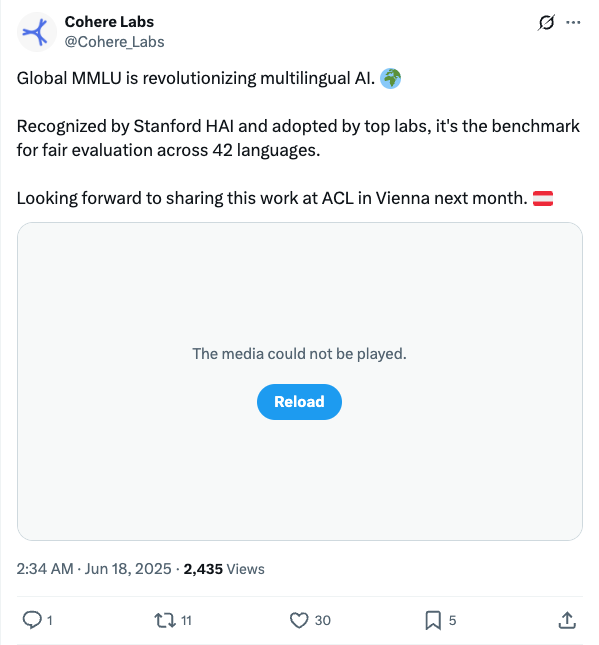 Cohere Labs
@Cohere_Labs
Global MMLU is revolutionizing multilingual AI. 🌍
Recognized by Stanford HAI and adopted by top labs, it's the benchmark
for fair evaluation across 42 languages.
Looking forward to sharing this work at ACL in Vienna next month. 🇦🇹
The media could not be played.
Reload
2:34 AM · Jun 18, 2025 · 2,435 Views
1 11 30 5